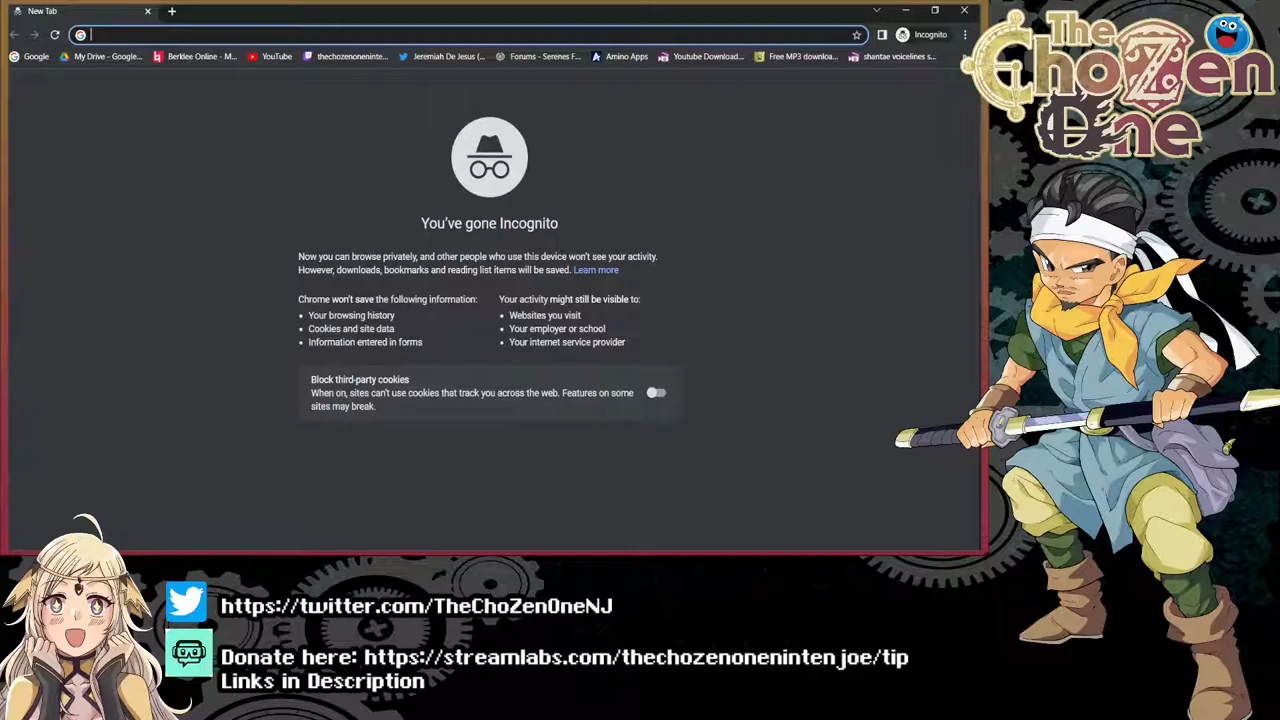 New Tab
Incognito
Google
My Drive - Google...
Berklee Online - M...
YouTube
thechozenoneninte...
Jeremiah De Jesus (...
Forums - Serenes F...
Amino Apps
Youtube Download...
Free MP3 downloa...
shantae voicelines s...
The
ChoZen
One
You've gone Incognito
Now you can browse privately, and other people who use this device won't see your activity.
However, downloads, bookmarks and reading list items will be saved. Learn more
Chrome won't save the following information:
Your browsing history
Cookies and site data
Information entered in forms
Your activity might still be visible to:
Websites you visit
Your employer or school
Your internet service provider
Block third-party cookies
When on, sites can't use cookies that track you across the web. Features on some
sites may break.
https://twitter.com/TheChoZenOneNJ
Donate here: https://streamlabs.com/thechozenonenintenjoe/tip
Links in Description